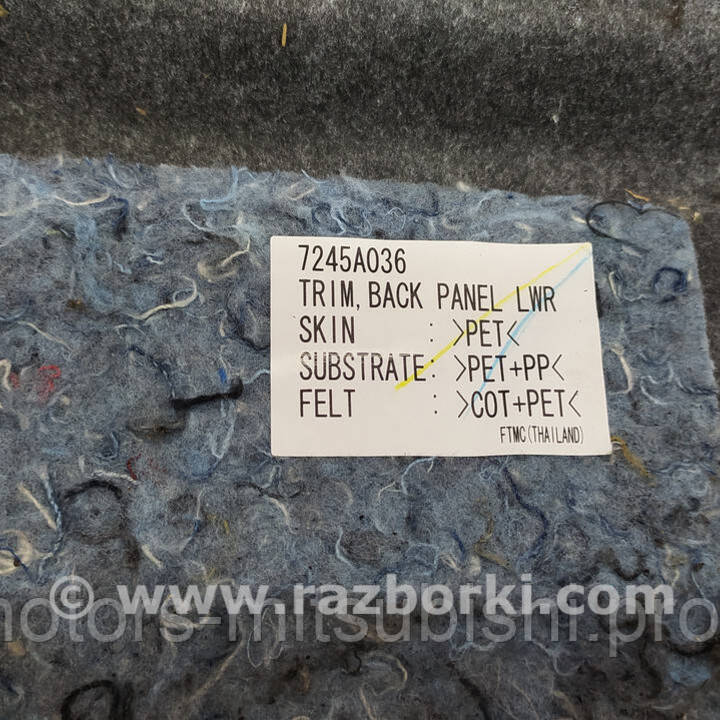 7245A036
TRIM, BACK PANEL LWR
SKIN : >PET<
SUBSTRATE: >PET+PP<
FELT : >COT+PET<
FTMC(THAILAND)
© www.razborki.com
motors-mitsubishi.pro